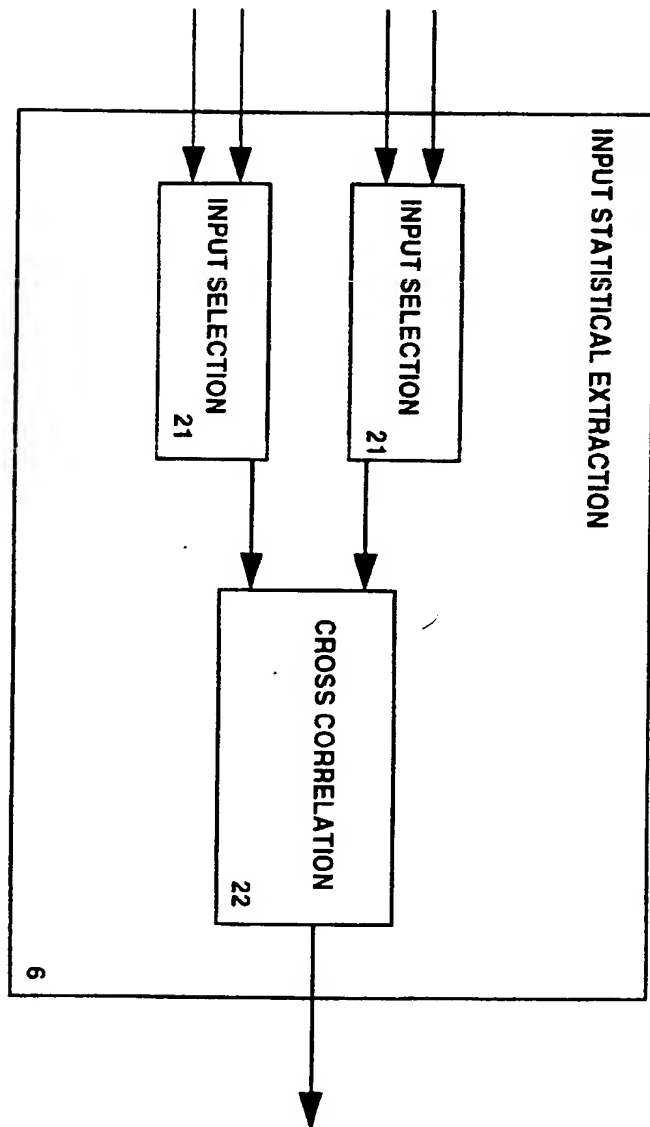 INPUT STATISTICAL EXTRACTION
INPUT SELECTION
21
INPUT SELECTION
21
CROSS CORRELATION
22
6